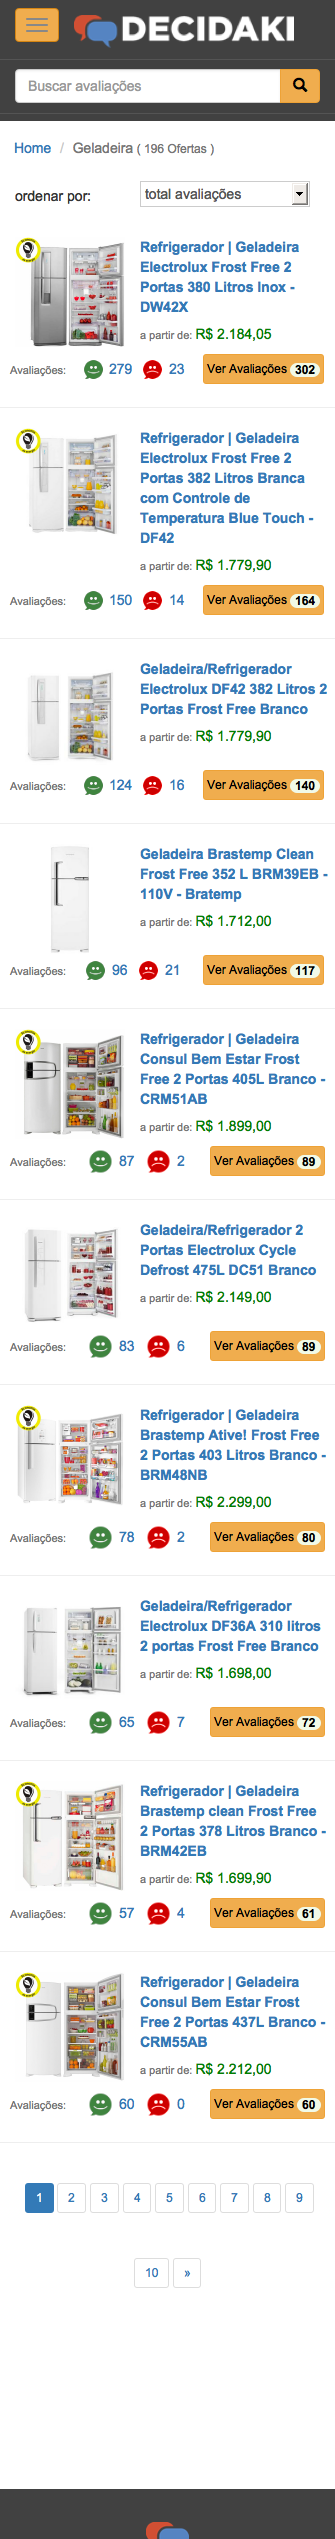 DECIDAKI
Buscar avaliações
Home / Geladeira ( 196 Ofertas )
ordenar por: total avaliações
Refrigerador | Geladeira
Electrolux Frost Free 2
Portas 380 Litros Inox -
DW42X
a partir de: R$ 2.184,05
Avaliações: 279 23 Ver Avaliações 302
Refrigerador | Geladeira
Electrolux Frost Free 2
Portas 382 Litros Branca
com Controle de
Temperatura Blue Touch -
DF42
a partir de: R$ 1.779,90
Avaliações: 150 14 Ver Avaliações 164
Geladeira/Refrigerador
Electrolux DF42 382 Litros 2
Portas Frost Free Branco
a partir de: R$ 1.779,90
Avaliações: 124 16 Ver Avaliações 140
Geladeira Brastemp Clean
Frost Free 352 L BRM39EB -
110V - Bratemp
a partir de: R$ 1.712,00
Avaliações: 96 21 Ver Avaliações 117
Refrigerador | Geladeira
Consul Bem Estar Frost
Free 2 Portas 405L Branco -
CRM51AB
a partir de: R$ 1.899,00
Avaliações: 87 2 Ver Avaliações 89
Geladeira/Refrigerador 2
Portas Electrolux Cycle
Defrost 475L DC51 Branco
a partir de: R$ 2.149,00
Avaliações: 83 6 Ver Avaliações 89
Refrigerador | Geladeira
Brastemp Ative! Frost Free
2 Portas 403 Litros Branco -
BRM48NB
a partir de: R$ 2.299,00
Avaliações: 78 2 Ver Avaliações 80
Geladeira/Refrigerador
Electrolux DF36A 310 litros
2 portas Frost Free Branco
a partir de: R$ 1.698,00
Avaliações: 65 7 Ver Avaliações 72
Refrigerador | Geladeira
Brastemp clean Frost Free
2 Portas 378 Litros Branco -
BRM42EB
a partir de: R$ 1.699,90
Avaliações: 57 4 Ver Avaliações 61
Refrigerador | Geladeira
Consul Bem Estar Frost
Free 2 Portas 437L Branco -
CRM55AB
a partir de: R$ 2.212,00
Avaliações: 60 0 Ver Avaliações 60
1 2 3 4 5 6 7 8 9
10 »